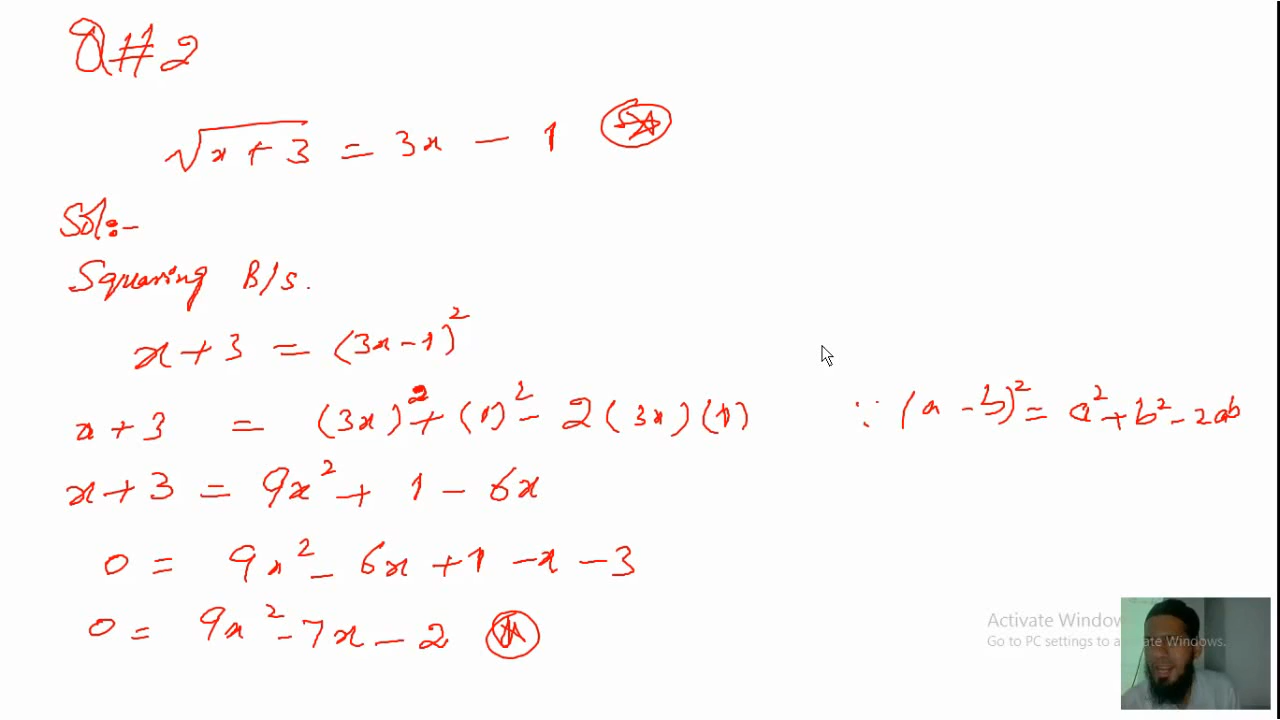 Q#2
√x+3 = 3x - 1
Sol:-
Squaring B/s.
x+3 = (3x-1)²
x+3 = (3x)²+(1)²-2(3x)(1) ∵ (a-b)²= a²+b²-2ab
x+3 = 9x²+ 1 - 6x
0 = 9x²- 6x +1 -x -3
0 = 9x²-7x-2
Activate Window
Go to PC settings to activate Windows.